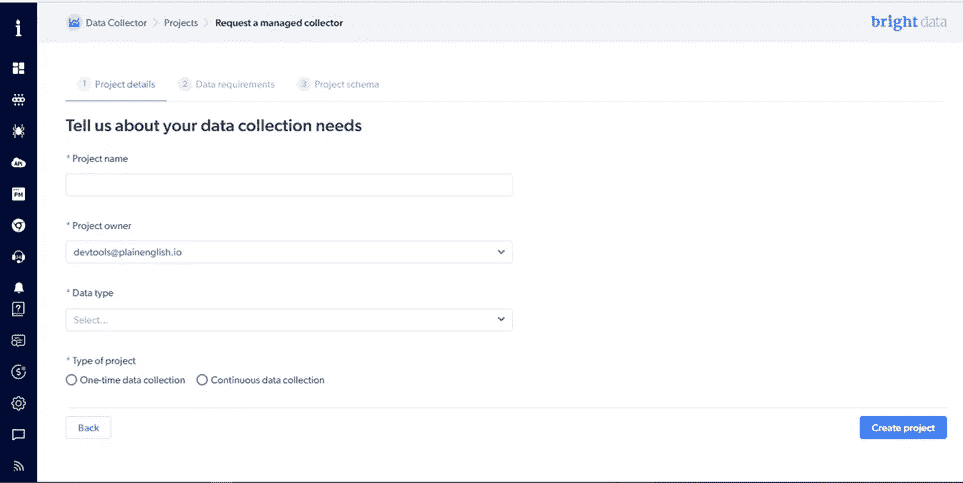 Data Collector > Projects > Request a managed collector
bright data
1 Project details 2 Data requirements 3 Project schema
Tell us about your data collection needs
* Project name
* Project owner
devtools@plainenglish.io
* Data type
Select...
* Type of project
One-time data collection Continuous data collection
Back
Create project
API
PM